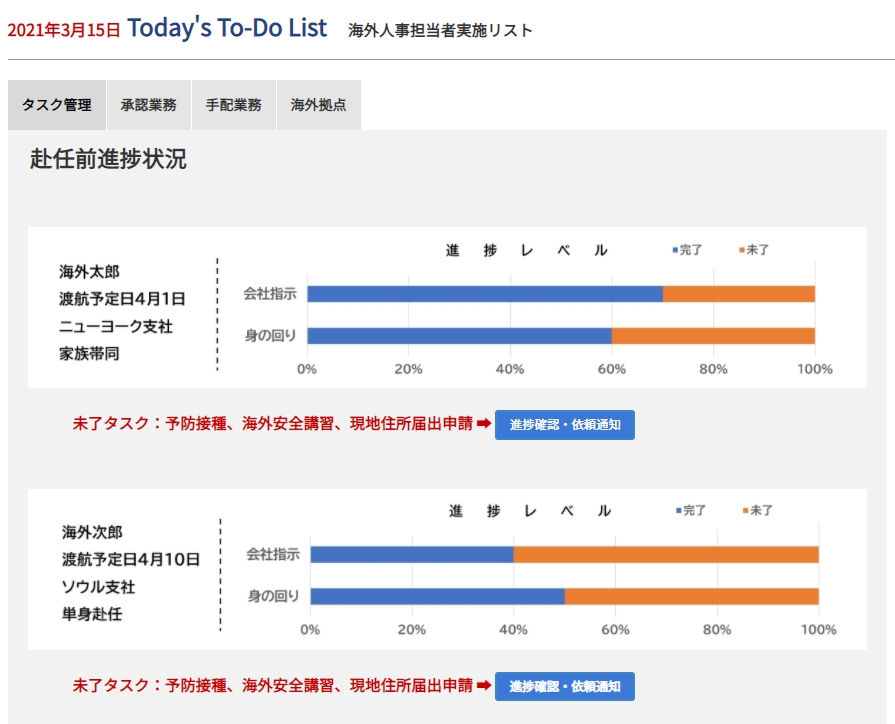 2021年3月15日 Today's To-Do List 海外人事担当者実施リスト
タスク管理 承認業務 手配業務 海外拠点
赴任前進捗状況
進捗レベル ■完了 ■未了
海外太郎
渡航予定日4月1日
ニューヨーク支社
家族帯同
会社指示
身の回り
0% 20% 40% 60% 80% 100%
未了タスク：予防接種、海外安全講習、現地住所届出申請➡ 進捗確認・依頼通知
進捗レベル ■完了 ■未了
海外次郎
渡航予定日4月10日
ソウル支社
単身赴任
会社指示
身の回り
0% 20% 40% 60% 80% 100%
未了タスク：予防接種、海外安全講習、現地住所届出申請➡ 進捗確認・依頼通知